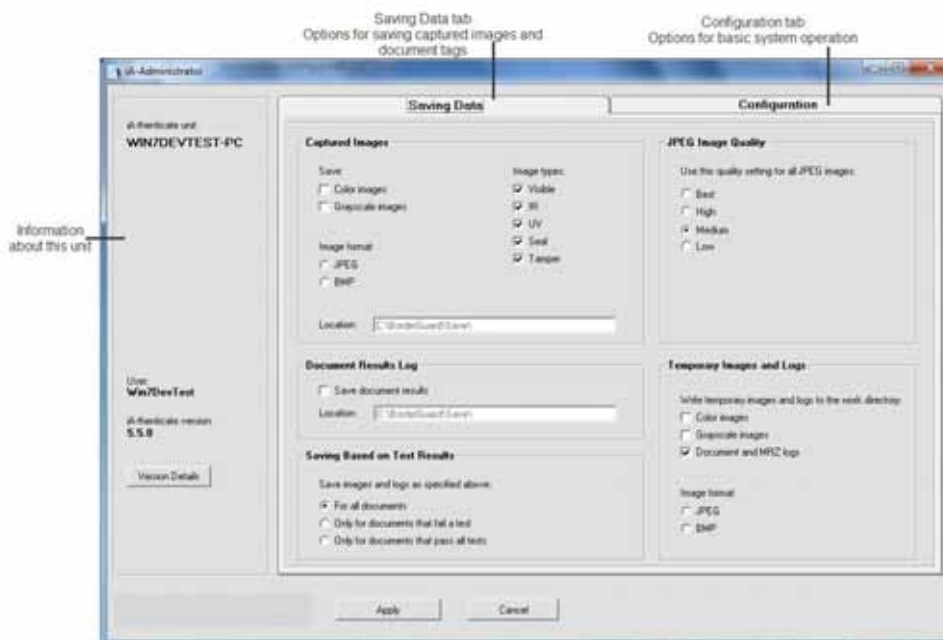 Saving Data tab
Options for saving captured images and
document tags
Configuration tab
Options for basic system operation
iA-Administrator
Information
about this unit
iA-thenticate unit:
WIN7DEVTEST-PC
User:
Win7DevTest
iA-thenticate version:
5.5.0
Version Details
Saving Data
Configuration
Captured Images
Save:
Color images
Grayscale images
Image types:
Visible
IR
UV
Seal
Tamper
Image format:
JPEG
BMP
Location: C:\BorderGuard\Save\
Document Results Log
Save document results
Location: C:\BorderGuard\Save\
Saving Based on Test Results
Save images and logs as specified above:
For all documents
Only for documents that fail a test
Only for documents that pass all tests
JPEG Image Quality
Use this quality setting for all JPEG images:
Best
High
Medium
Low
Temporary Images and Logs
Write temporary images and logs to the work directory:
Color images
Grayscale images
Document and MRZ logs
Image format:
JPEG
BMP
Apply
Cancel